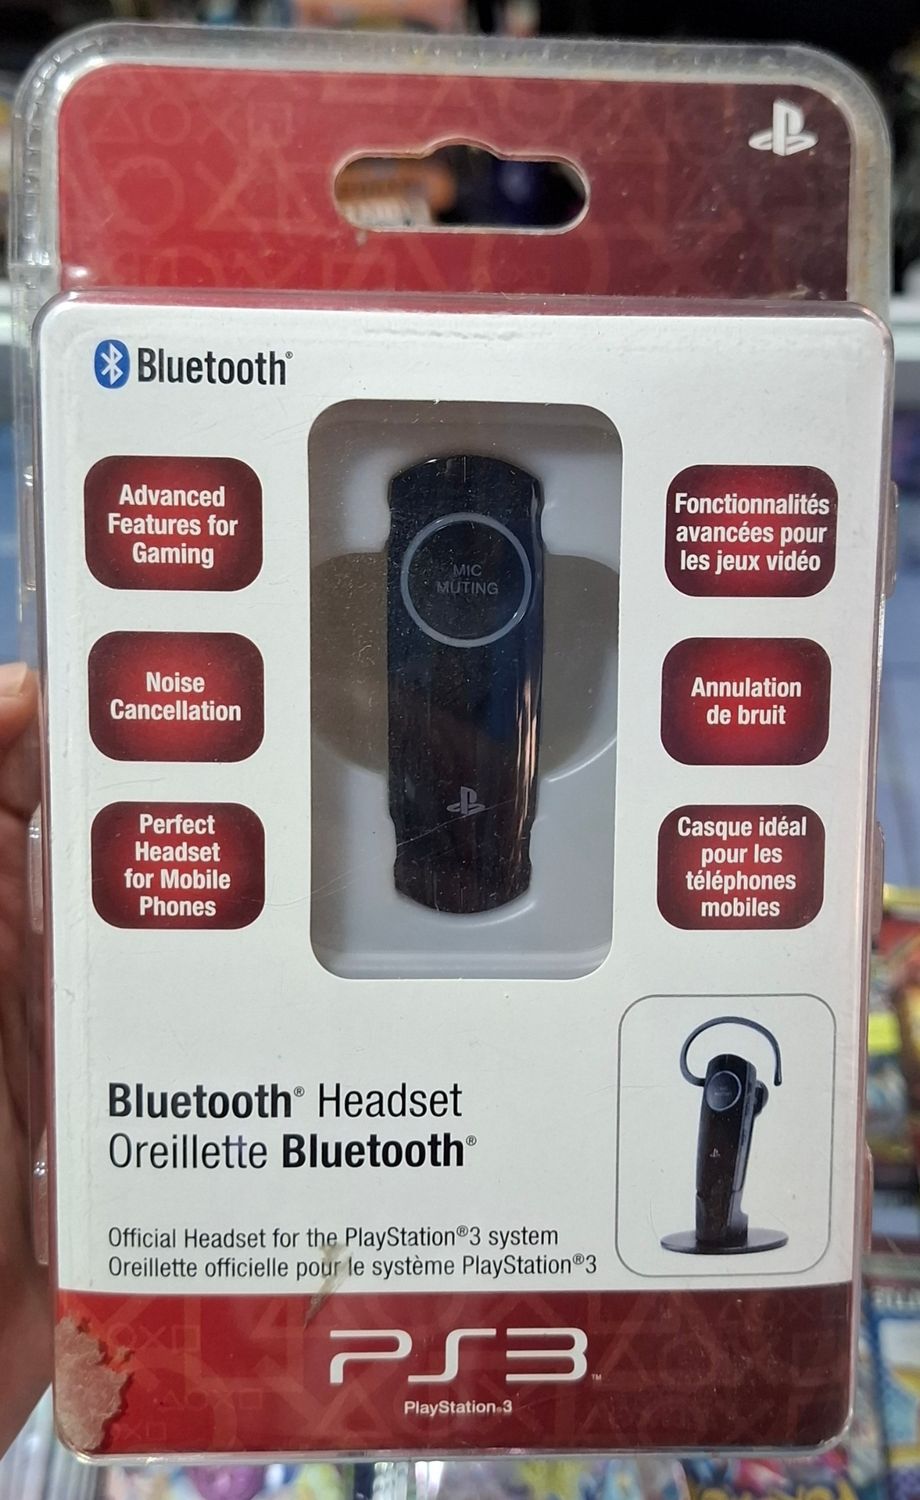 Bluetooth®
Advanced
Features for
Gaming
Noise
Cancellation
Perfect
Headset
for Mobile
Phones
MIC
MUTING
Fonctionnalités
avancées pour
les jeux vidéo
Annulation
de bruit
Casque idéal
pour les
téléphones
mobiles
Bluetooth® Headset
Oreillette Bluetooth®
Official Headset for the PlayStation®3 system
Oreillette officielle pour le système PlayStation®3
MIC
MUTING
PS3™
PlayStation®3